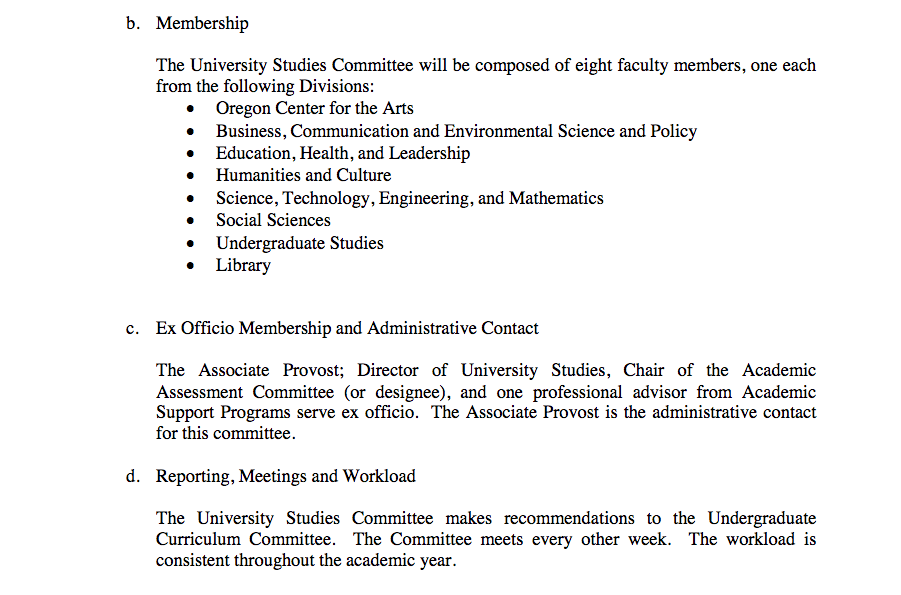 b. Membership
The University Studies Committee will be composed of eight faculty members, one each
from the following Divisions:
• Oregon Center for the Arts
• Business, Communication and Environmental Science and Policy
• Education, Health, and Leadership
• Humanities and Culture
• Science, Technology, Engineering, and Mathematics
• Social Sciences
• Undergraduate Studies
• Library
c. Ex Officio Membership and Administrative Contact
The Associate Provost; Director of University Studies, Chair of the Academic
Assessment Committee (or designee), and one professional advisor from Academic
Support Programs serve ex officio. The Associate Provost is the administrative contact
for this committee.
d. Reporting, Meetings and Workload
The University Studies Committee makes recommendations to the Undergraduate
Curriculum Committee. The Committee meets every other week. The workload is
consistent throughout the academic year.